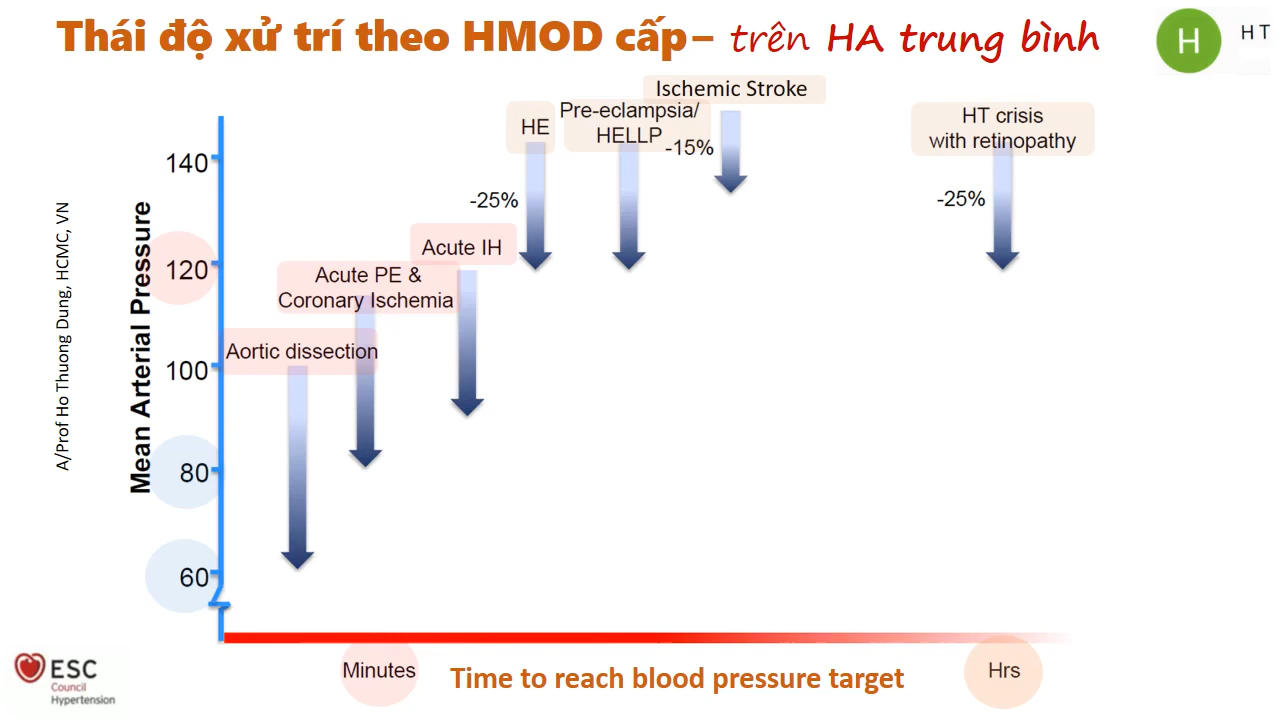 Thái độ xử trí theo HMOD cấp– trên HA trung bình
H
H T
Ischemic Stroke
Pre-eclampsia/
HELLP
HE
-15%
HT crisis
with retinopathy
-25%
-25%
Acute IH
Acute PE &
Coronary Ischemia
Aortic dissection
140
120
100
80
60
Mean Arterial Pressure
A/Prof Ho Thuong Dung, HCMC, VN
Minutes
Time to reach blood pressure target
Hrs
ESC
Council
Hypertension